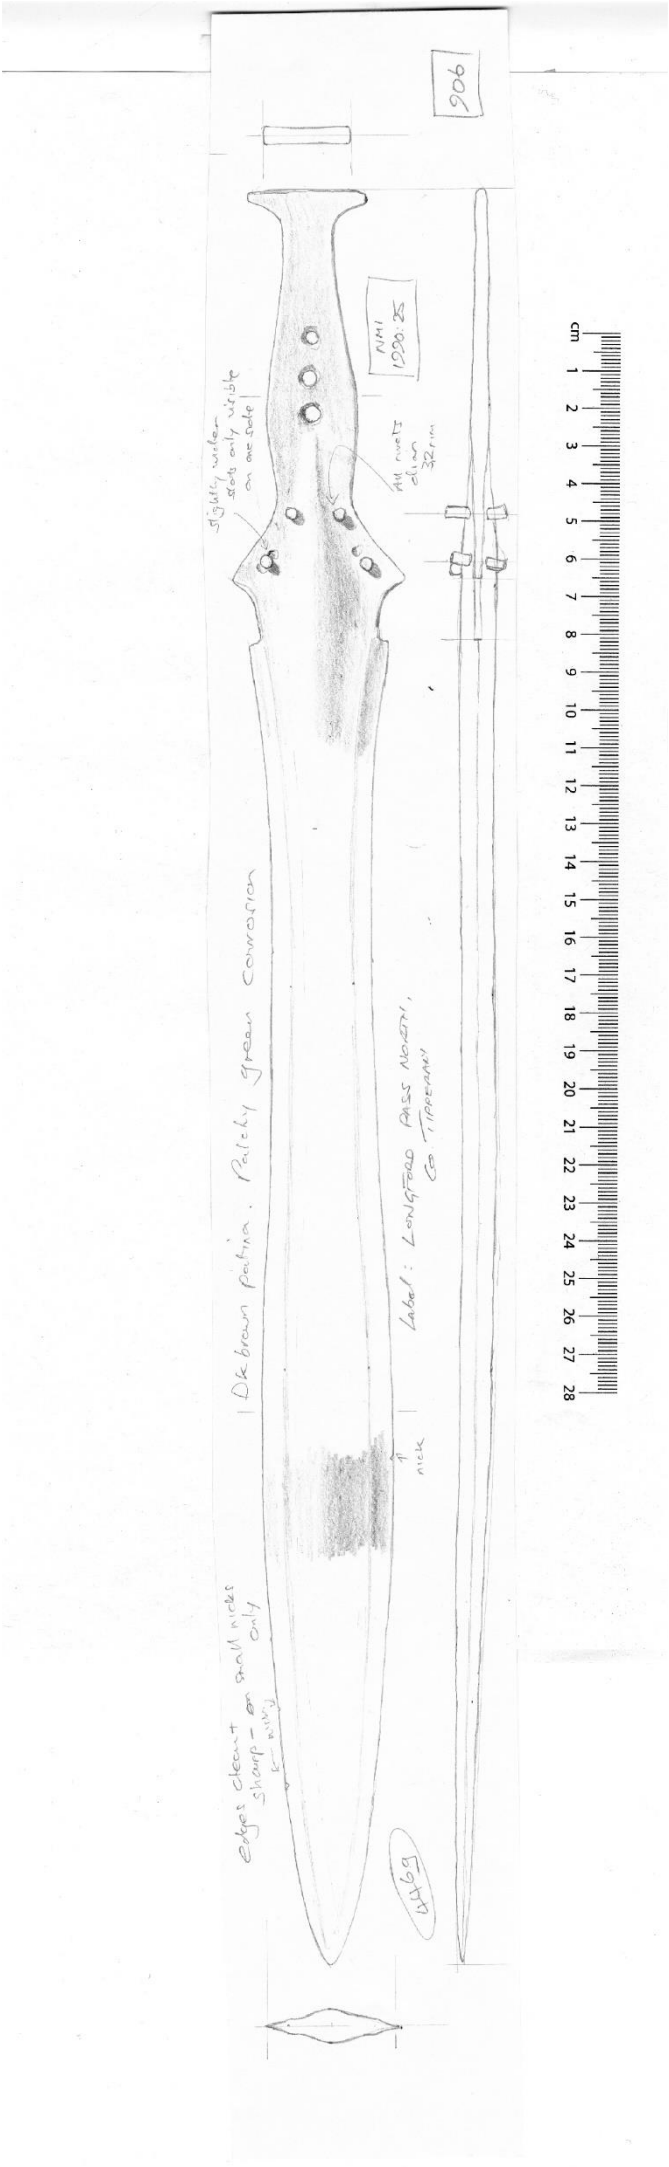 906
NMI
1990:25
slightly wider
slots only visible
on one side
All rivets
diam
32mm
cm
1
2
3
4
5
6
7
8
9
10
11
12
13
14
15
16
17
18
19
20
21
22
23
24
25
26
27
28
Dk brown patina. Patchy green corrosion
Label: LONGFORD PASS NORTH,
Co TIPPERARY
nick
edges clean +
sharp - small nicks
only
4469